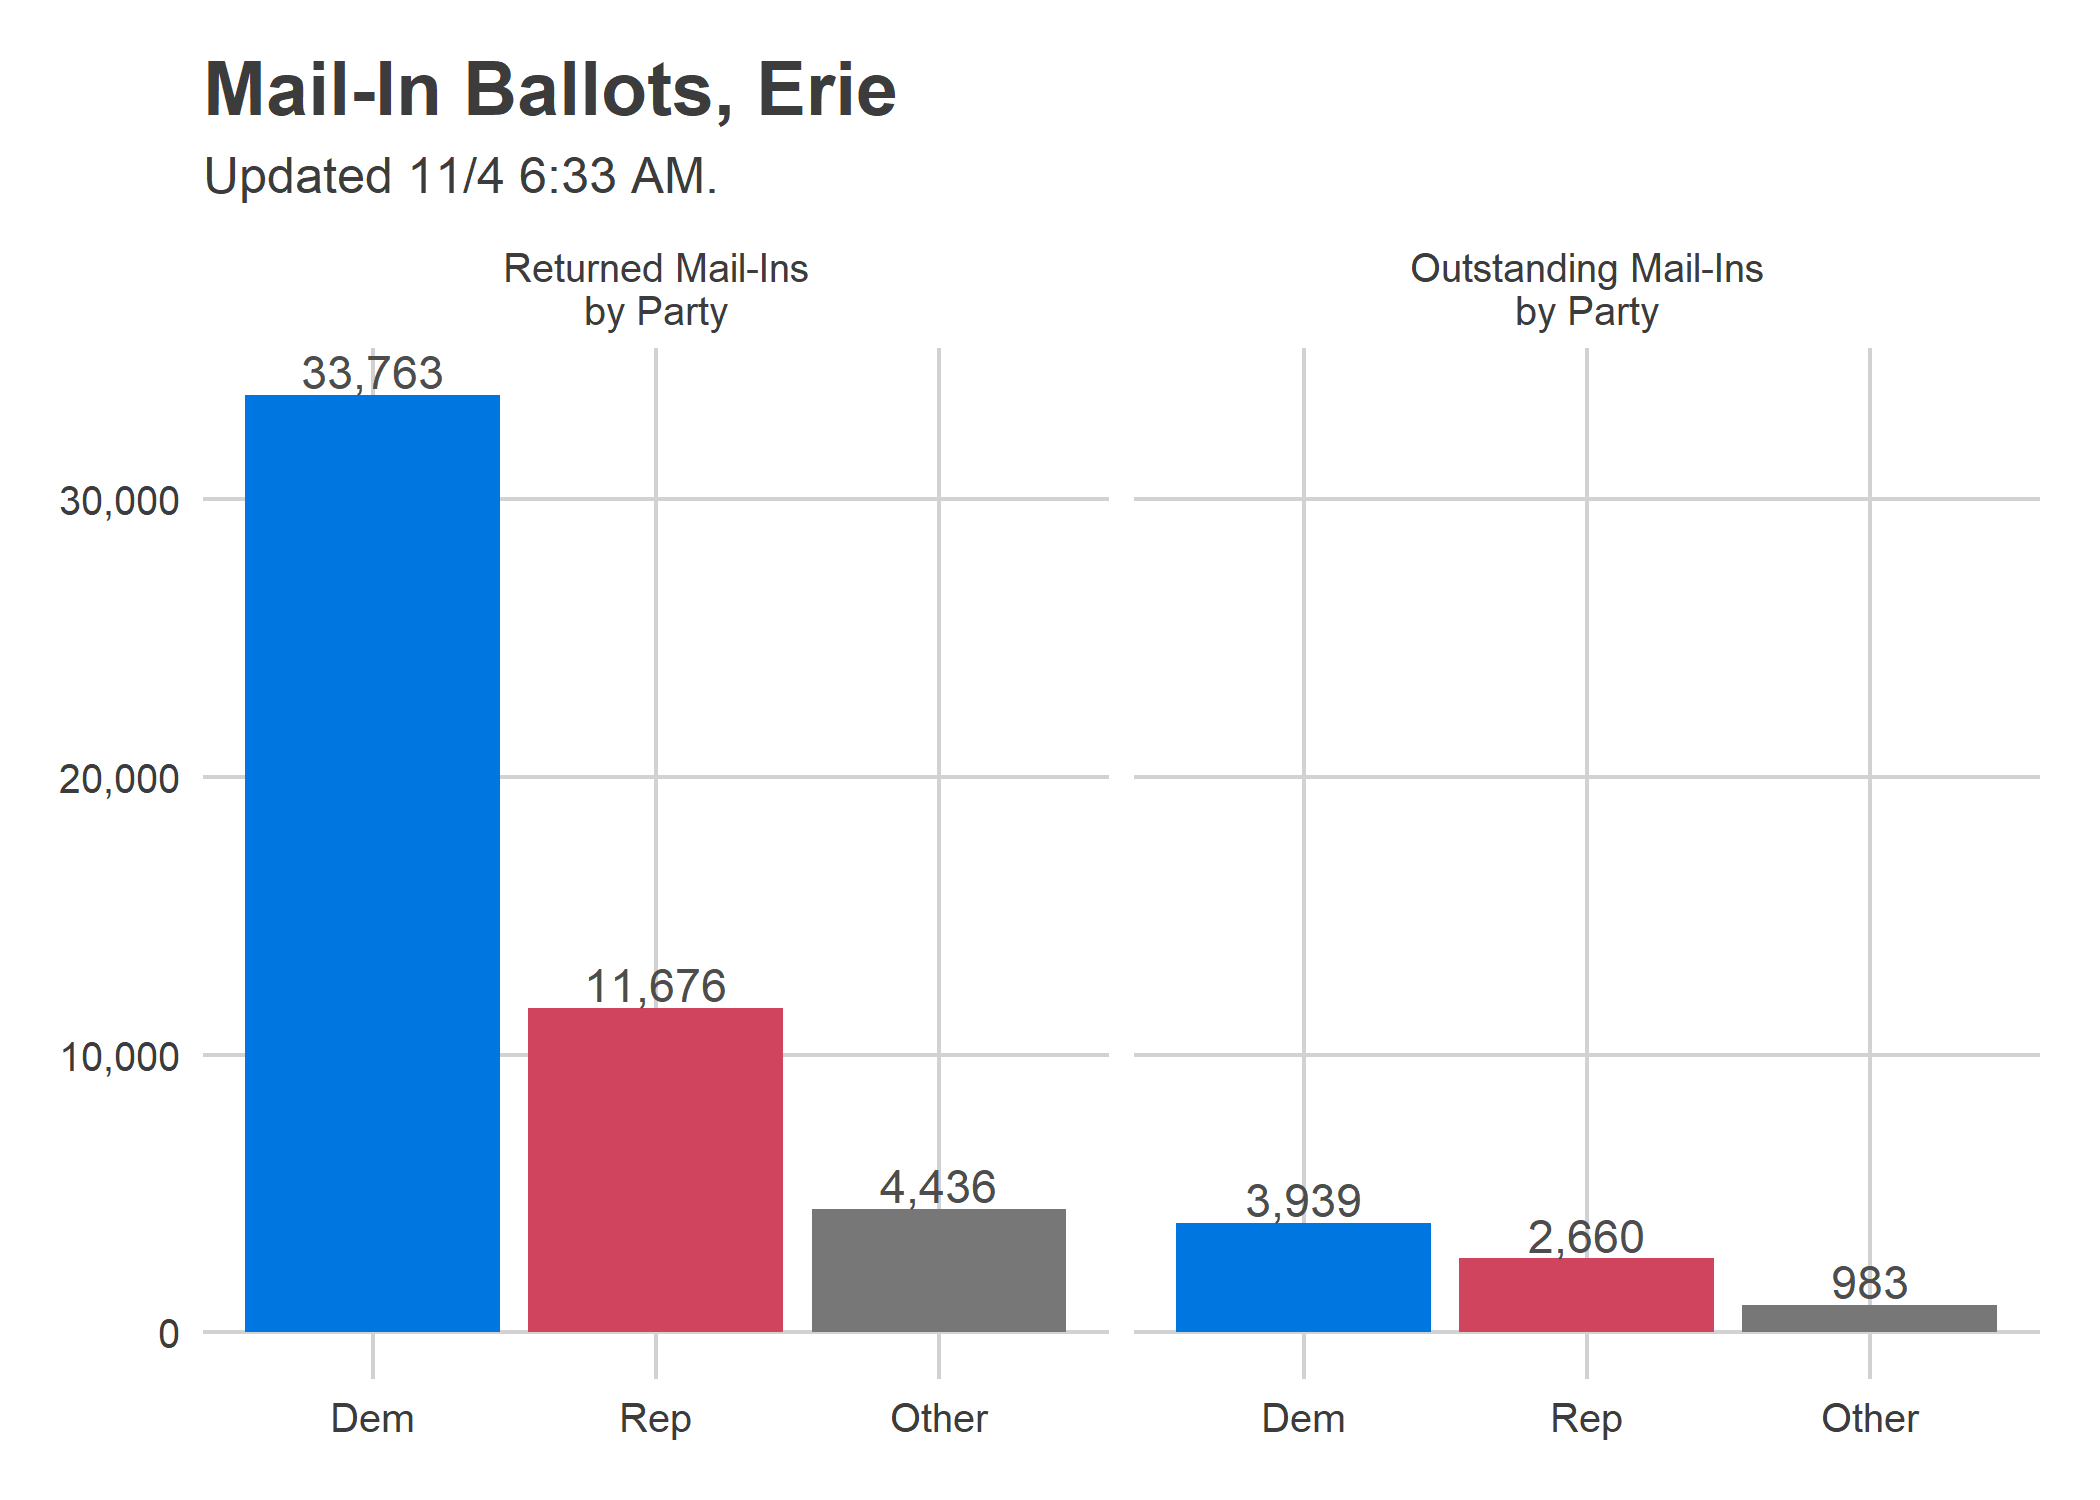 Mail-In Ballots, Erie
Updated 11/4 6:33 AM.
Returned Mail-Ins
by Party
Outstanding Mail-Ins
by Party
33,763
11,676
4,436
3,939
2,660
983
30,000
20,000
10,000
0
Dem
Rep
Other
Dem
Rep
Other